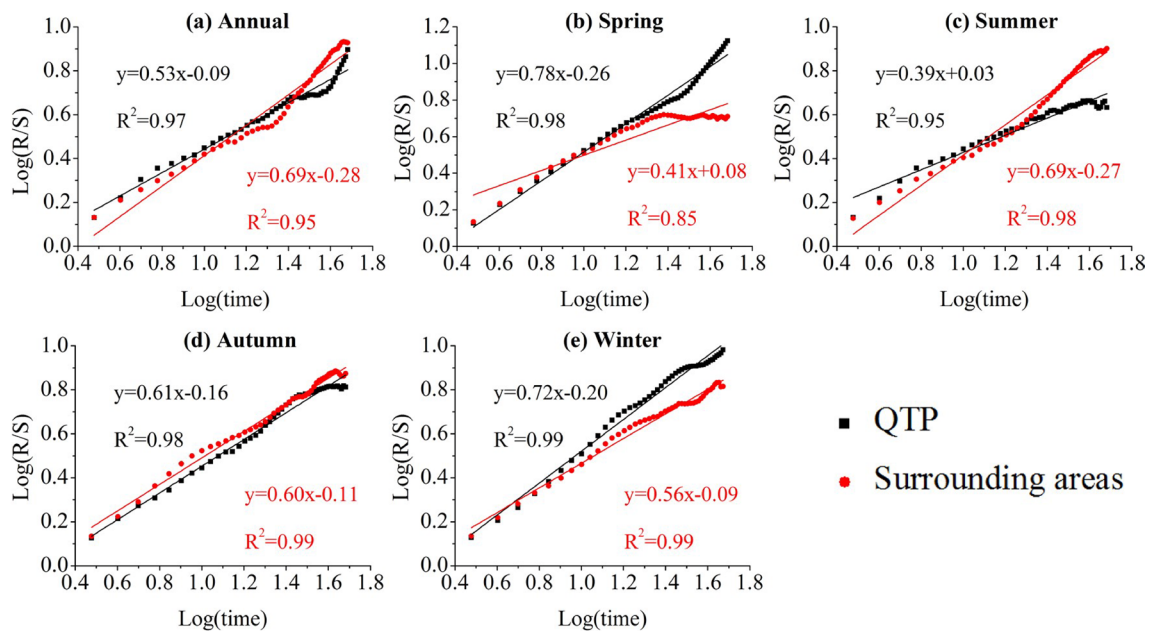 (a) Annual
1.0
0.8
0.6
0.4
0.2
0.0
Log(R/S)
y=0.53x-0.09
R²=0.97
y=0.69x-0.28
R²=0.95
0.4 0.6 0.8 1.0 1.2 1.4 1.6 1.8
Log(time)
(b) Spring
1.2
1.0
0.8
0.6
0.4
0.2
0.0
Log(R/S)
y=0.78x-0.26
R²=0.98
y=0.41x+0.08
R²=0.85
0.4 0.6 0.8 1.0 1.2 1.4 1.6 1.8
Log(time)
(c) Summer
1.0
0.8
0.6
0.4
0.2
0.0
Log(R/S)
y=0.39x+0.03
R²=0.95
y=0.69x-0.27
R²=0.98
0.4 0.6 0.8 1.0 1.2 1.4 1.6 1.8
Log(time)
(d) Autumn
1.0
0.8
0.6
0.4
0.2
0.0
Log(R/S)
y=0.61x-0.16
R²=0.98
y=0.60x-0.11
R²=0.99
0.4 0.6 0.8 1.0 1.2 1.4 1.6 1.8
Log(time)
(e) Winter
1.0
0.8
0.6
0.4
0.2
0.0
Log(R/S)
y=0.72x-0.20
R²=0.99
y=0.56x-0.09
R²=0.99
0.4 0.6 0.8 1.0 1.2 1.4 1.6 1.8
Log(time)
QTP
Surrounding areas